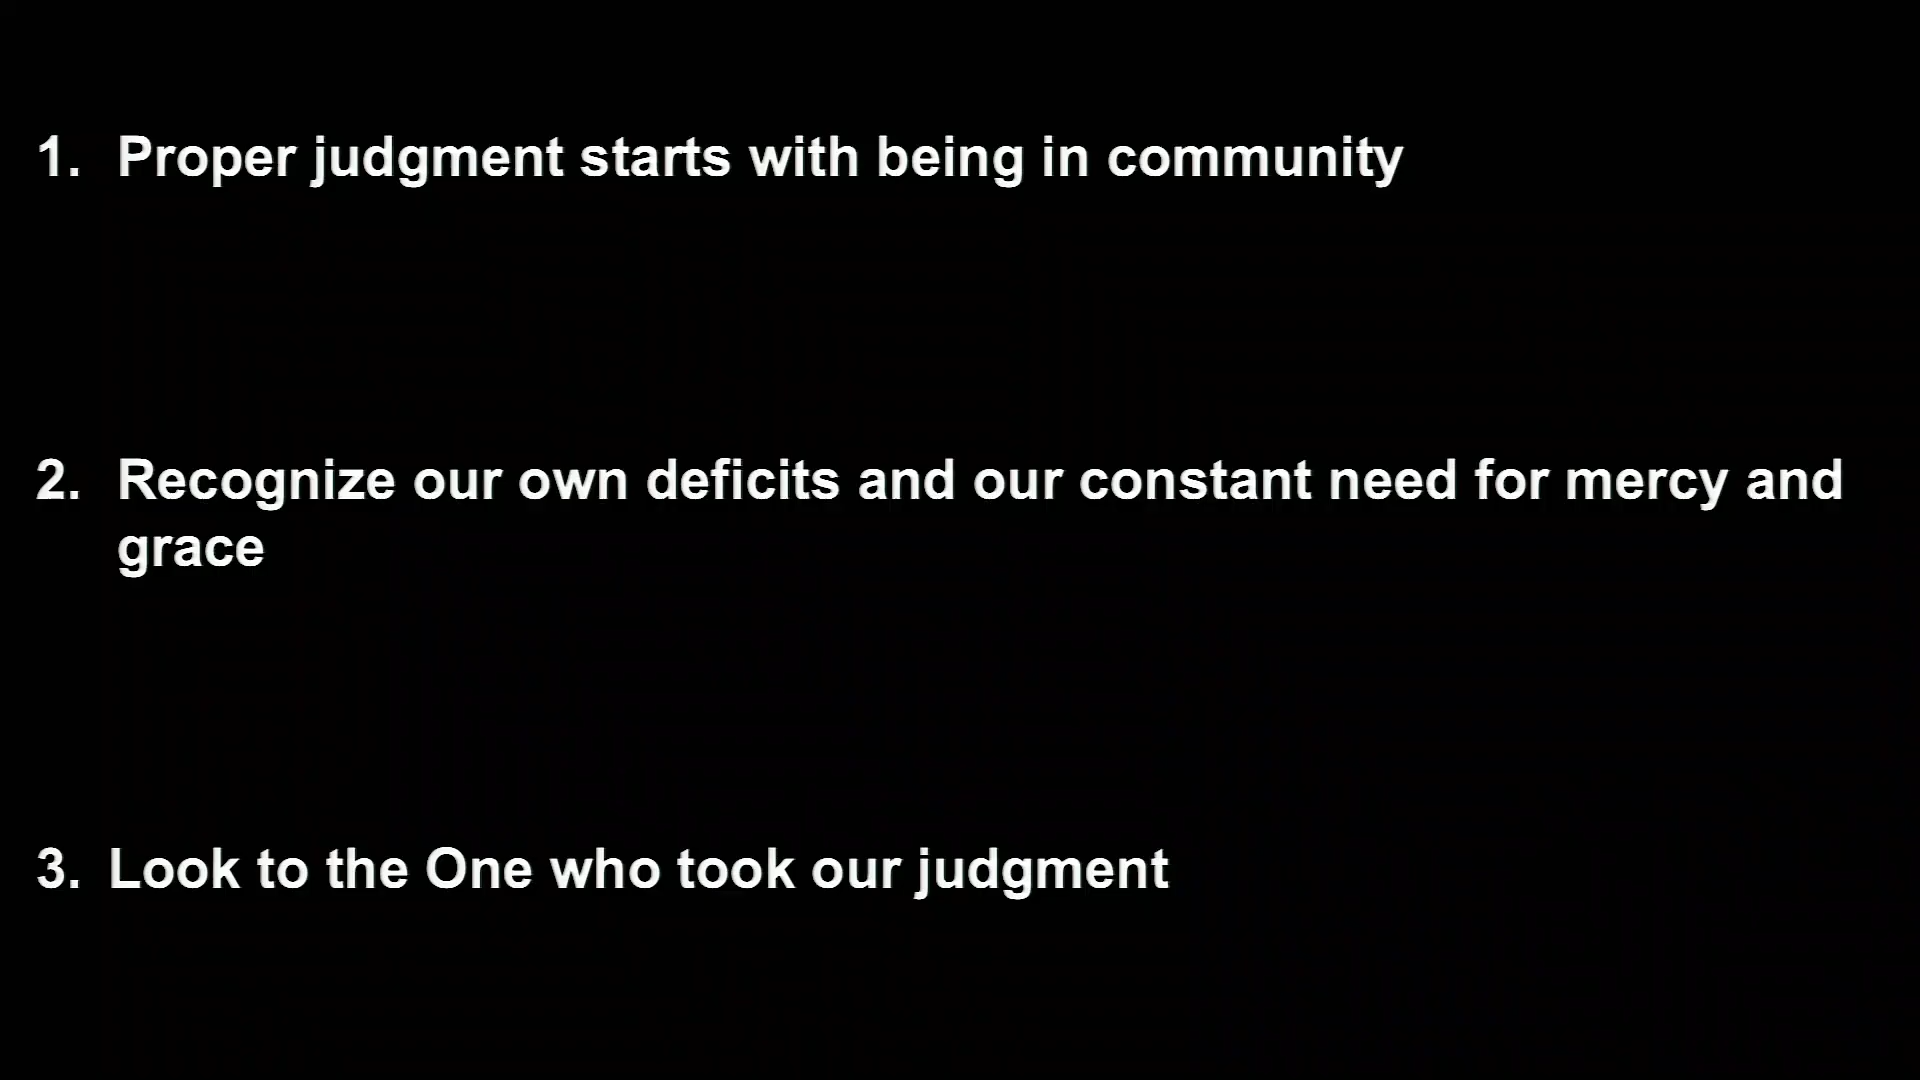 1. Proper judgment starts with being in community
2. Recognize our own deficits and our constant need for mercy and
grace
3. Look to the One who took our judgment